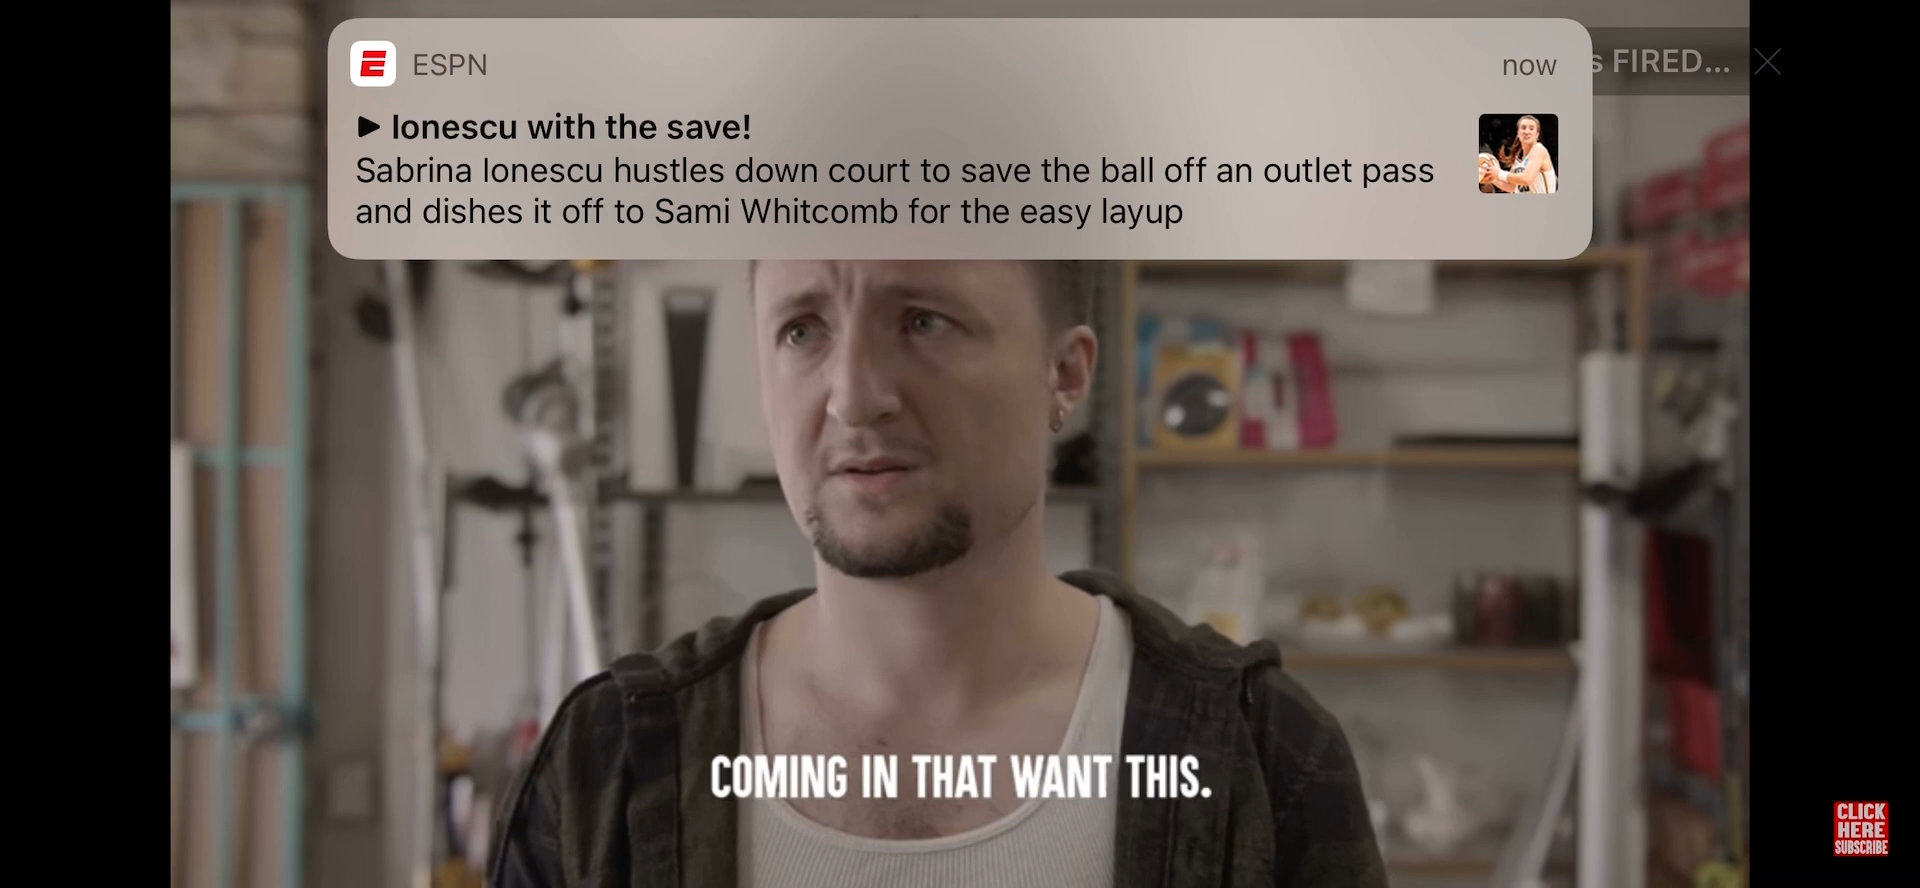 ESPN
now
s FIRED...
▶ Ionescu with the save!
Sabrina Ionescu hustles down court to save the ball off an outlet pass
and dishes it off to Sami Whitcomb for the easy layup
COMING IN THAT WANT THIS.
CLICK
HERE
SUBSCRIBE